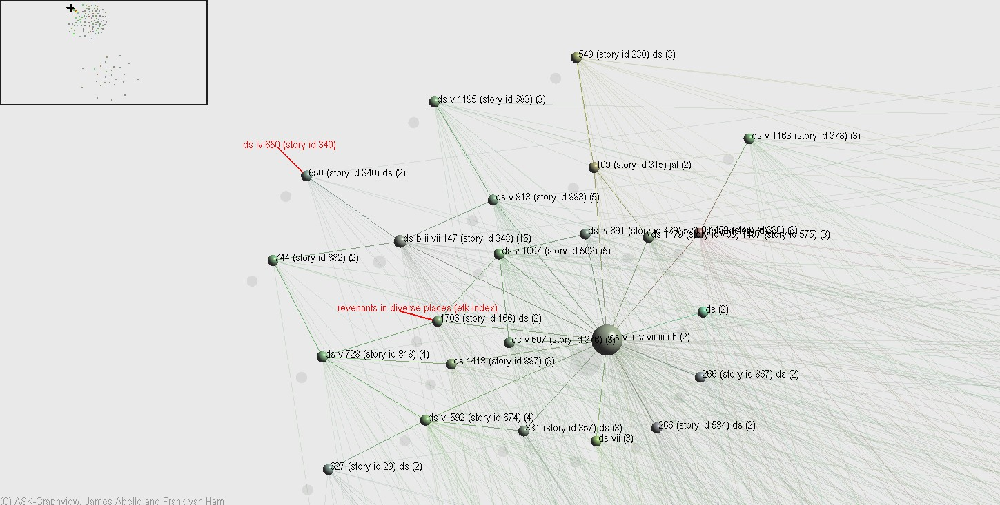 549 (story id 230) ds (3)
ds v 1195 (story id 683) (3)
ds v 1163 (story id 378) (3)
ds iv 650 (story id 340)
109 (story id 315) jat (2)
650 (story id 340) ds (2)
ds v 913 (story id 883) (5)
ds iv 691 (story id 439)
ds 1179 (story id 705)
story id 575) (3)
ds b ii vii 147 (story id 348) (15)
ds v 1007 (story id 502) (5)
744 (story id 882) (2)
revenants in diverse places (etk index)
ds (2)
1706 (story id 166) ds (2)
ds v 607 (story id 376) (3)
ds v ii iv vii iii i h (2)
ds v 728 (story id 818) (4)
ds 1418 (story id 887) (3)
266 (story id 867) ds (2)
ds vi 592 (story id 674) (4)
831 (story id 357) ds (3)
266 (story id 584) ds (2)
ds vii (3)
627 (story id 29) ds (2)
(C) ASK-Graphview, James Abello and Frank van Ham